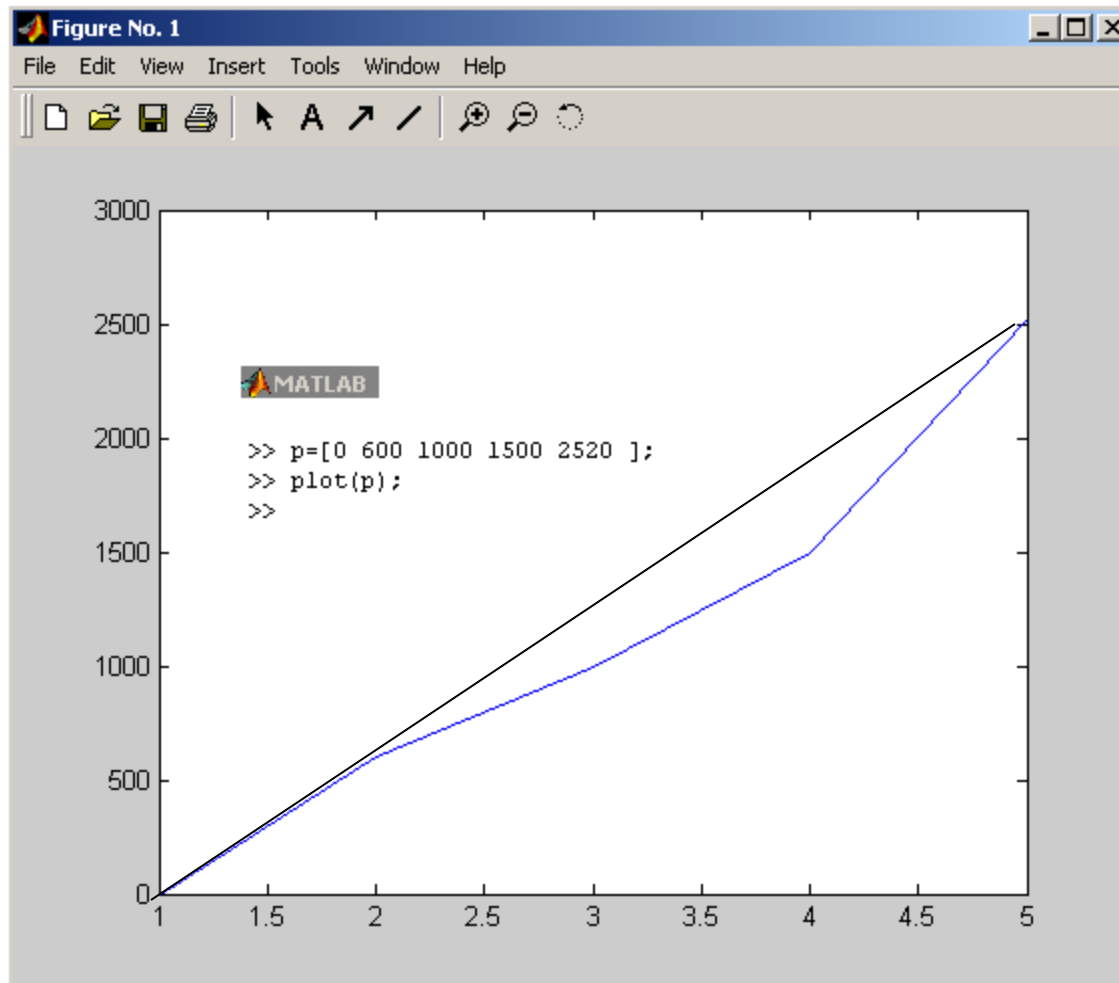 Figure No. 1
File Edit View Insert Tools Window Help
A
3000
2500
MATLAB
2000
>> p=[0 600 1000 1500 2520 ];
>> plot(p);
>>
1500
1000
500
0
1 1.5 2 2.5 3 3.5 4 4.5 5